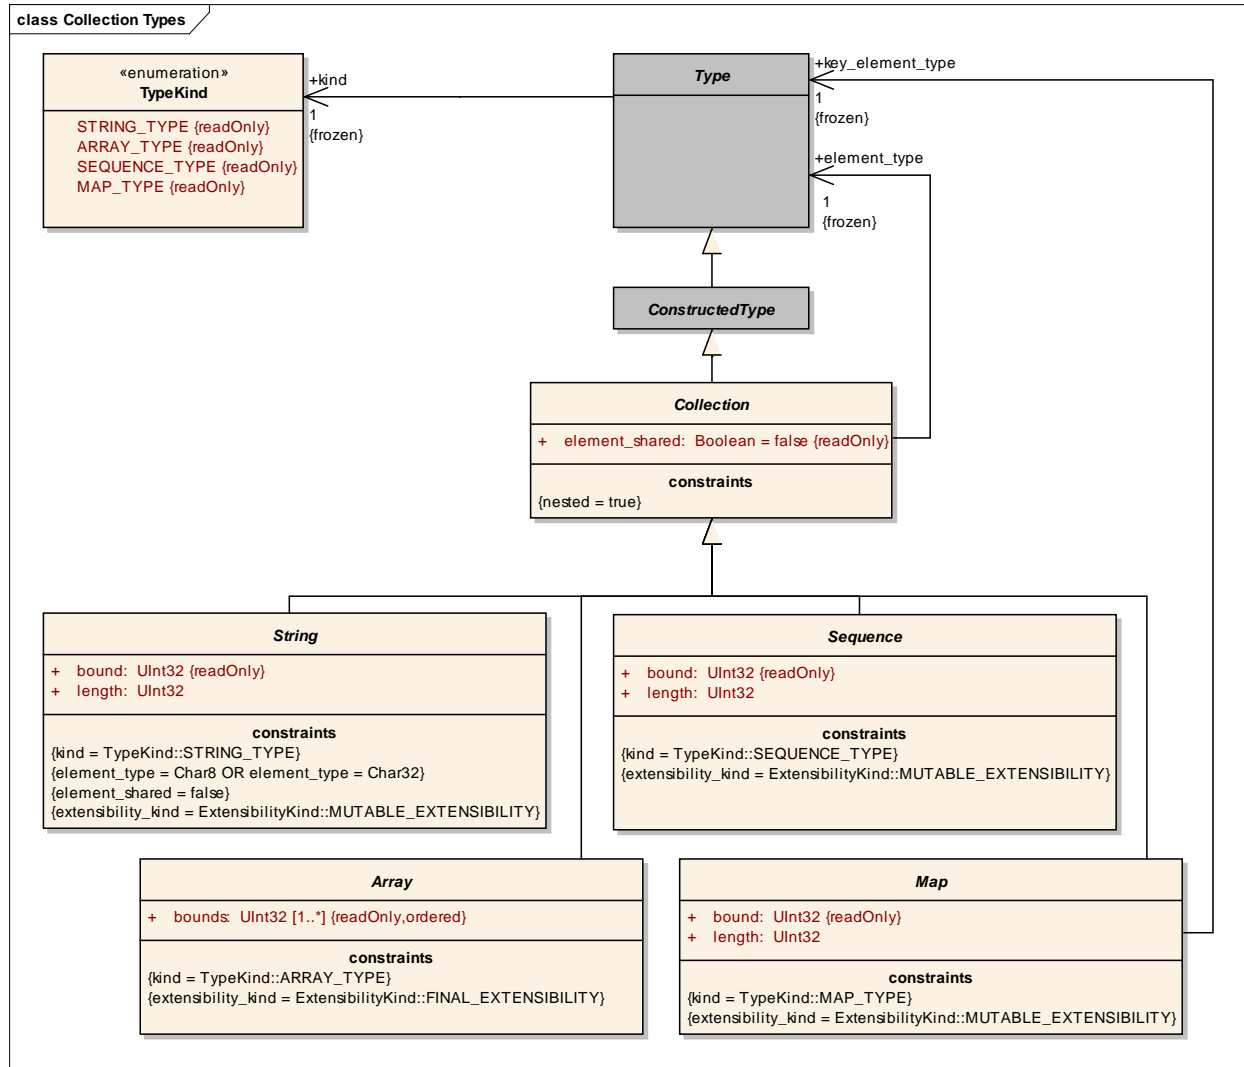 class Collection Types
«enumeration»
TypeKind
STRING_TYPE {readOnly}
ARRAY_TYPE {readOnly}
SEQUENCE_TYPE {readOnly}
MAP_TYPE {readOnly}
+kind
1
{frozen}
Type
+key_element_type
1
{frozen}
+element_type
1
{frozen}
ConstructedType
Collection
+ element_shared: Boolean = false {readOnly}
constraints
{nested = true}
String
+ bound: UInt32 {readOnly}
+ length: UInt32
constraints
{kind = TypeKind::STRING_TYPE}
{element_type = Char8 OR element_type = Char32}
{element_shared = false}
{extensibility_kind = ExtensibilityKind::MUTABLE_EXTENSIBILITY}
Sequence
+ bound: UInt32 {readOnly}
+ length: UInt32
constraints
{kind = TypeKind::SEQUENCE_TYPE}
{extensibility_kind = ExtensibilityKind::MUTABLE_EXTENSIBILITY}
Array
+ bounds: UInt32 [1..*] {readOnly,ordered}
constraints
{kind = TypeKind::ARRAY_TYPE}
{extensibility_kind = ExtensibilityKind::FINAL_EXTENSIBILITY}
Map
+ bound: UInt32 {readOnly}
+ length: UInt32
constraints
{kind = TypeKind::MAP_TYPE}
{extensibility_kind = ExtensibilityKind::MUTABLE_EXTENSIBILITY}